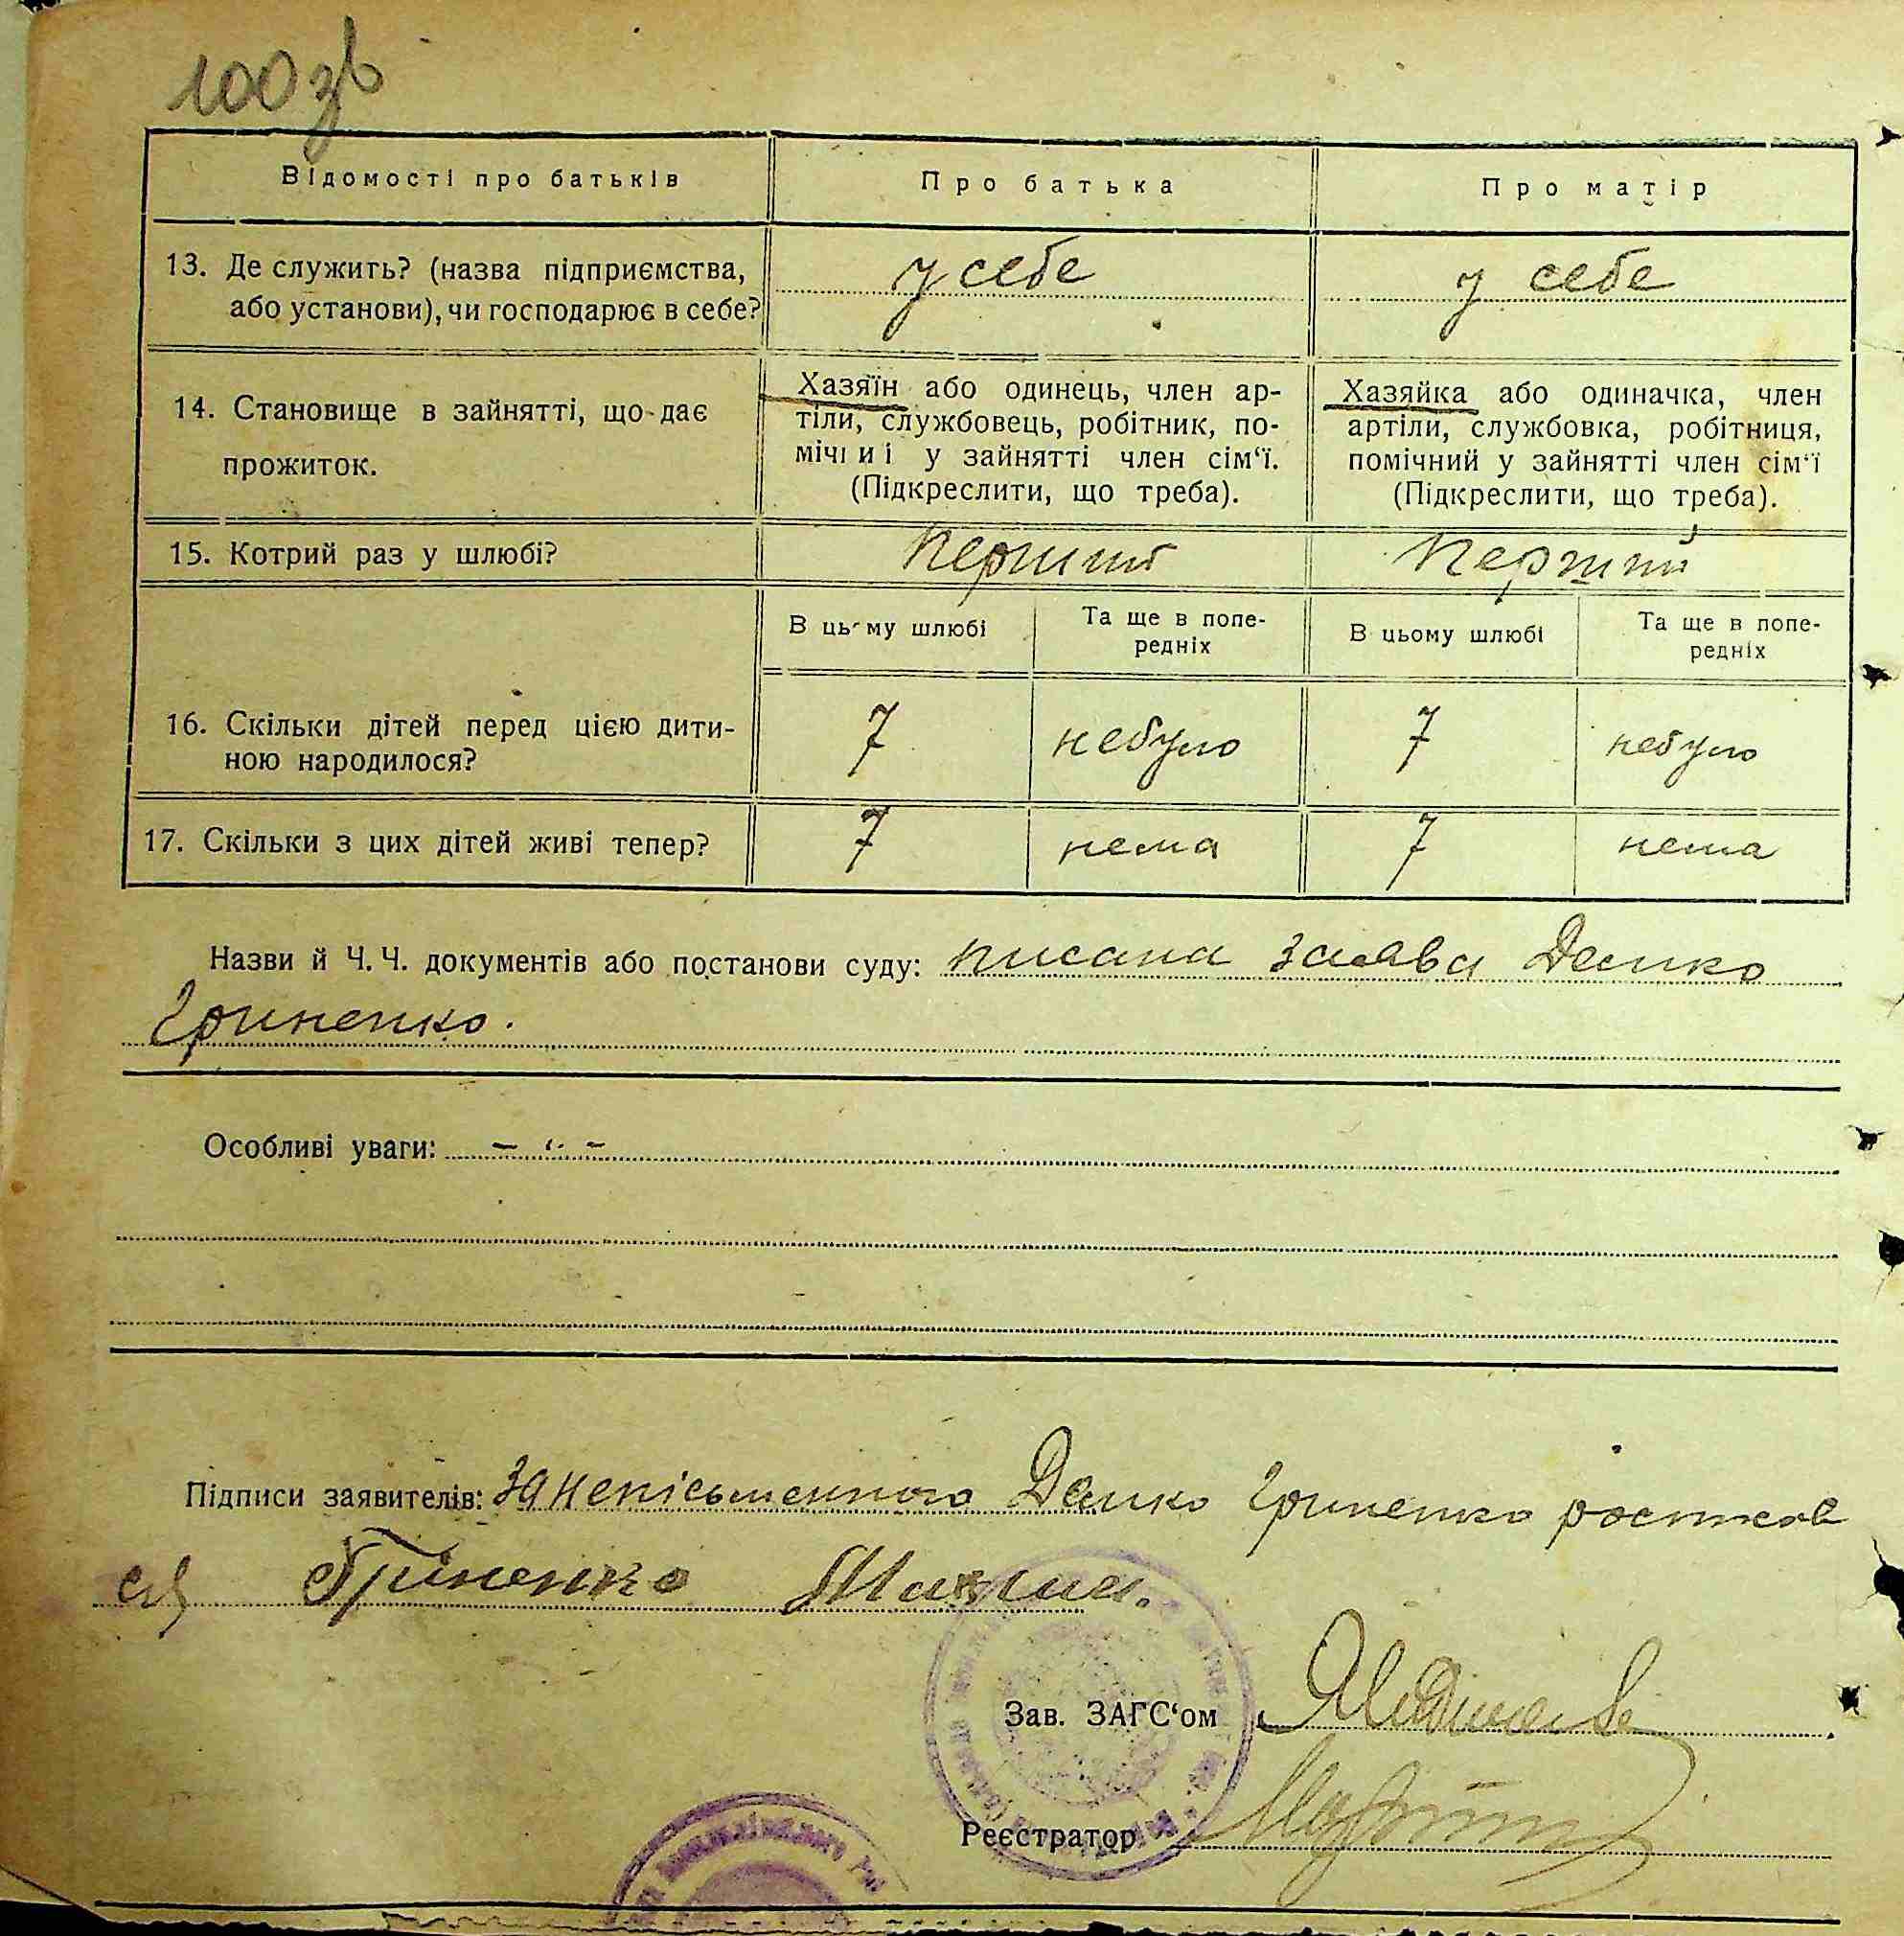 100 зв
Відомості про батьків
Про батька
Про матір
13. Де служить? (назва підприємства,
або установи), чи господарює в себе?
у себе
у себе
14. Становище в зайнятті, що дає
прожиток.
Хазяїн або одинець, член ар-
тіли, службовець, робітник, по-
мічний у зайнятті член сім‘ї.
(Підкреслити, що треба).
Хазяйка або одиначка, член
артіли, службовка, робітниця,
помічний у зайнятті член сім‘ї
(Підкреслити, що треба).
15. Котрий раз у шлюбі?
перший
перший
В цьому шлюбі
Та ще в попе-
редніх
В цьому шлюбі
Та ще в попе-
редніх
16. Скільки дітей перед цією дити-
ною народилося?
7
небуло
7
небуло
17. Скільки з цих дітей живі тепер?
7
нема
7
нема
Назви й Ч. Ч. документів або постанови суду: писана заява Демко
Гриненко.
Особливі уваги: - " -
Підписи заявителів: за непісьменного Демко Гриненко росписав
ся Гріненко
Зав. ЗАГС‘ом
Реєстратор